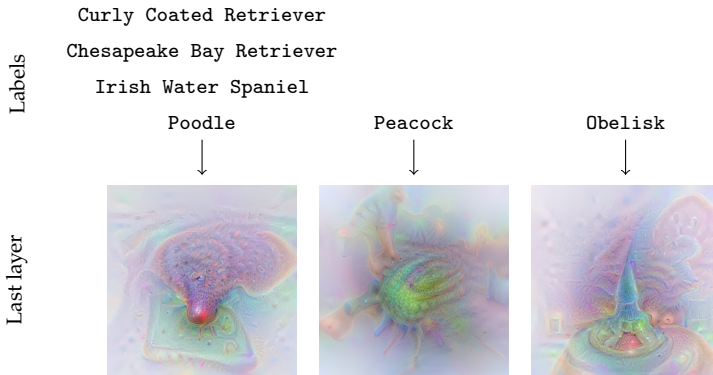 Labels
Curly Coated Retriever
Chesapeake Bay Retriever
Irish Water Spaniel
Poodle Peacock Obelisk
Last layer